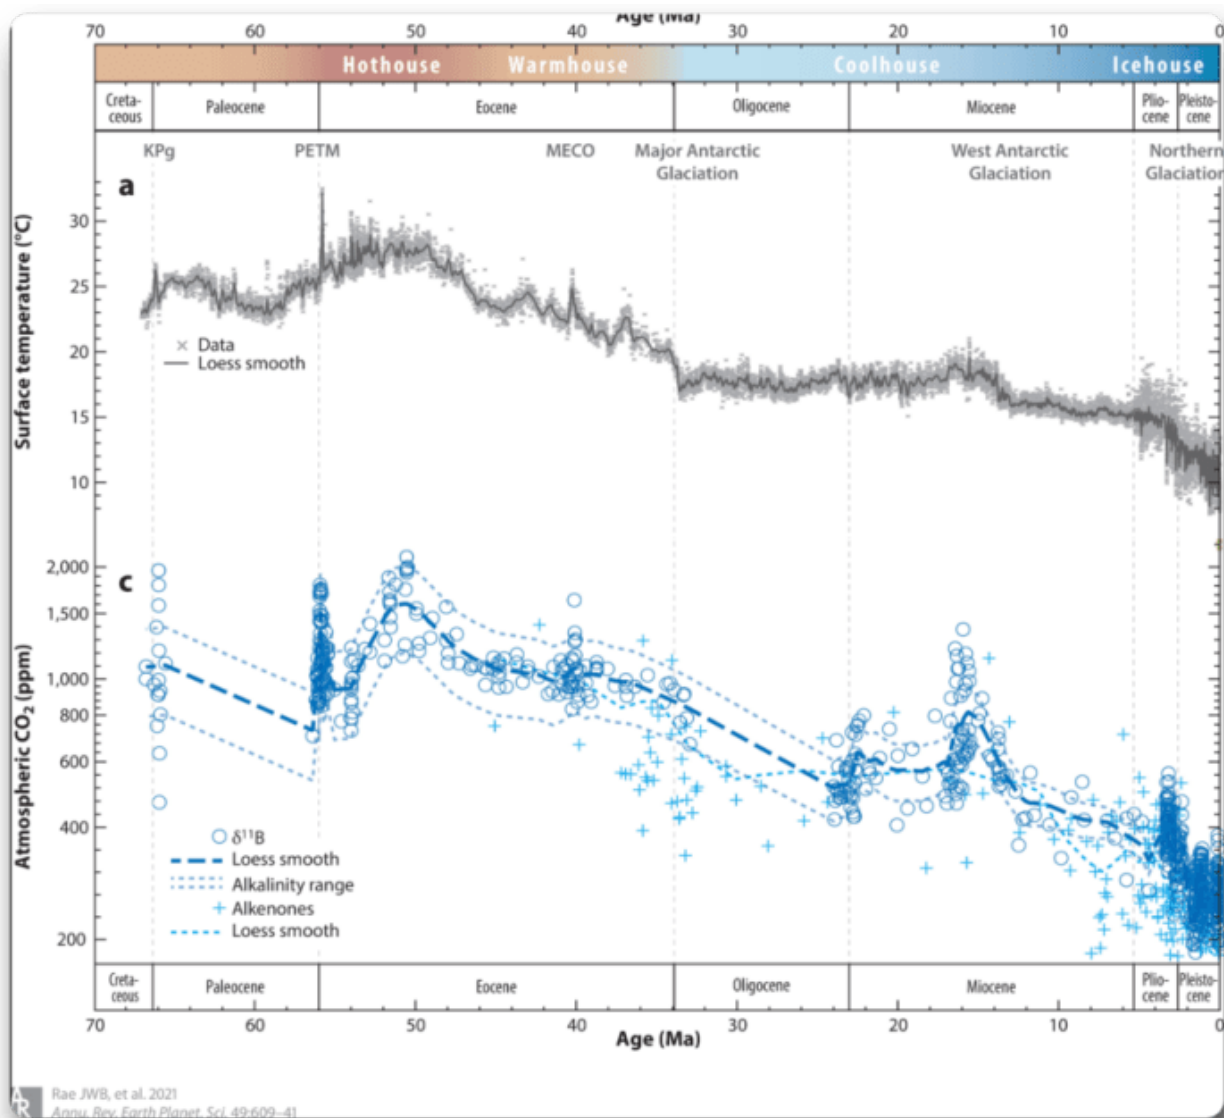 Age (Ma)
70 60 50 40 30 20 10 0
Hothouse Warmhouse Coolhouse Icehouse
Creta-
ceous
Paleocene
Eocene
Oligocene
Miocene
Plio-
cene
Pleisto-
cene
KPg
PETM
MECO
Major Antarctic
Glaciation
West Antarctic
Glaciation
Northern
Glaciation
a
Surface temperature (°C)
30
25
20
15
10
× Data
Loess smooth
c
Atmospheric CO₂ (ppm)
2,000
1,500
1,000
800
600
400
200
δ¹¹B
Loess smooth
Alkalinity range
+ Alkenones
Loess smooth
Creta-
ceous
Paleocene
Eocene
Oligocene
Miocene
Plio-
cene
Pleisto-
cene
70 60 50 40 30 20 10 0
Age (Ma)
AR
Rae JWB, et al. 2021
Annu. Rev. Earth Planet. Sci. 49:609–41